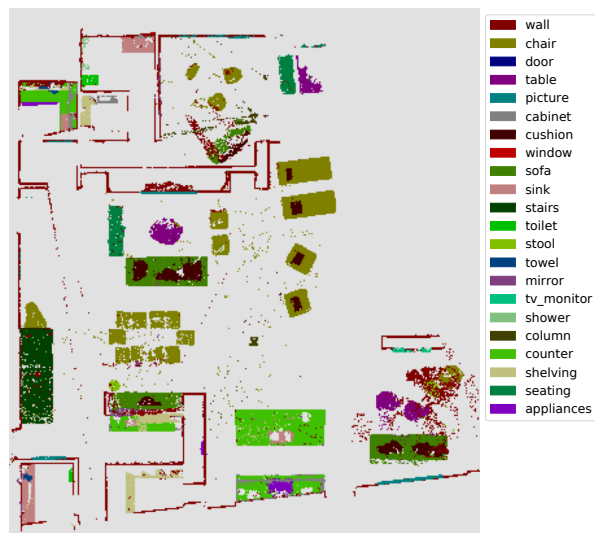 wall
chair
door
table
picture
cabinet
cushion
window
sofa
sink
stairs
toilet
stool
towel
mirror
tv_monitor
shower
column
counter
shelving
seating
appliances